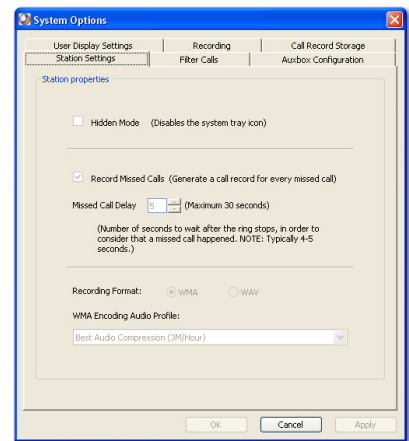 System Options
User Display Settings Recording Call Record Storage
Station Settings Filter Calls Auxbox Configuration
Station properties
Hidden Mode (Disables the system tray icon)
Record Missed Calls (Generate a call record for every missed call)
Missed Call Delay 5 (Maximum 30 seconds)
(Number of seconds to wait after the ring
stops, in order to
consider that a missed call happened. NOTE: Typically 4-5
seconds.)
Recording Format: WMA WAV
WMA Encoding Audio Profile:
Best Audio Compression (3M/Hour)
OK Cancel Apply